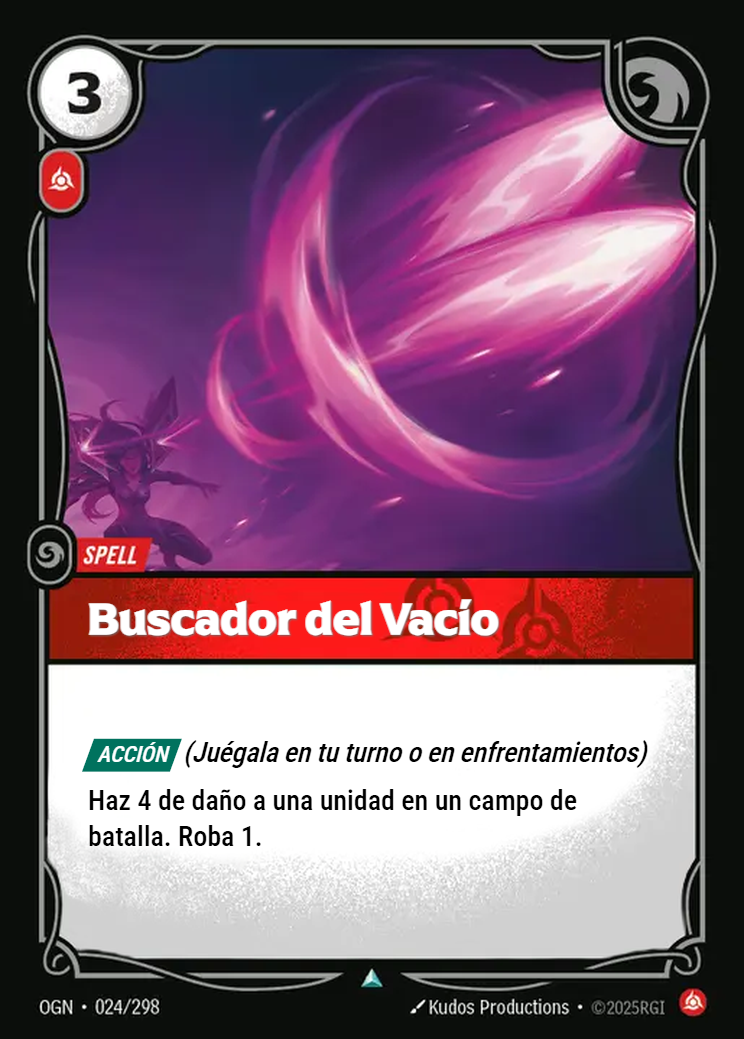 3
SPELL
Buscador del Vacío
ACCIÓN (Juégala en tu turno o en enfrentamientos)
Haz 4 de daño a una unidad en un campo de
batalla. Roba 1.
OGN • 024/298
Kudos Productions • ©2025RGI